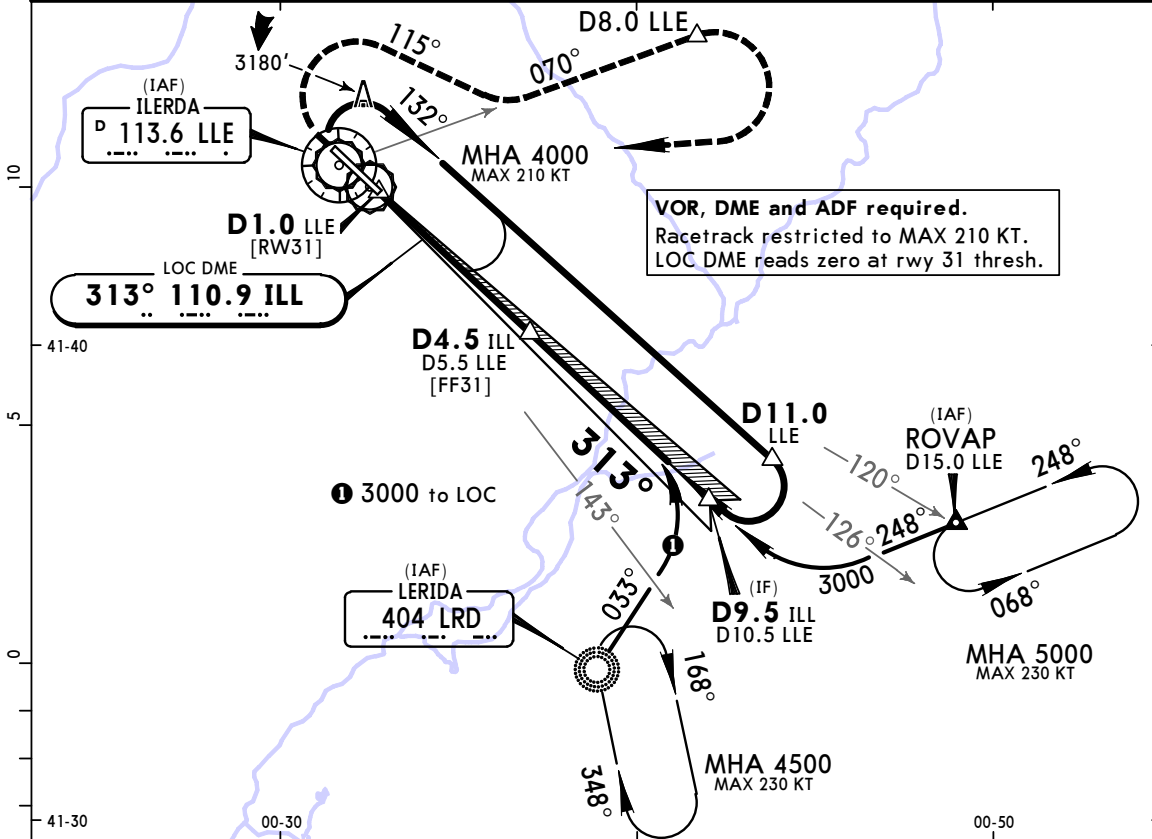 D8.0 LLE
115°
070°
3180'
(IAF)
ILERDA
D 113.6 LLE
132°
MHA 4000
MAX 210 KT
10
VOR, DME and ADF required.
Racetrack restricted to MAX 210 KT.
LOC DME reads zero at rwy 31 thresh.
D1.0 LLE
[RW31]
LOC DME
313° 110.9 ILL
D4.5 ILL
D5.5 LLE
[FF31]
41-40
5
D11.0
LLE
(IAF)
ROVAP
D15.0 LLE
248°
313°
120°
1 3000 to LOC
143°
126°
248°
1
3000
068°
(IAF)
LERIDA
404 LRD
033°
(IF)
D9.5 ILL
D10.5 LLE
0
168°
MHA 5000
MAX 230 KT
348°
MHA 4500
MAX 230 KT
41-30
00-30
00-50